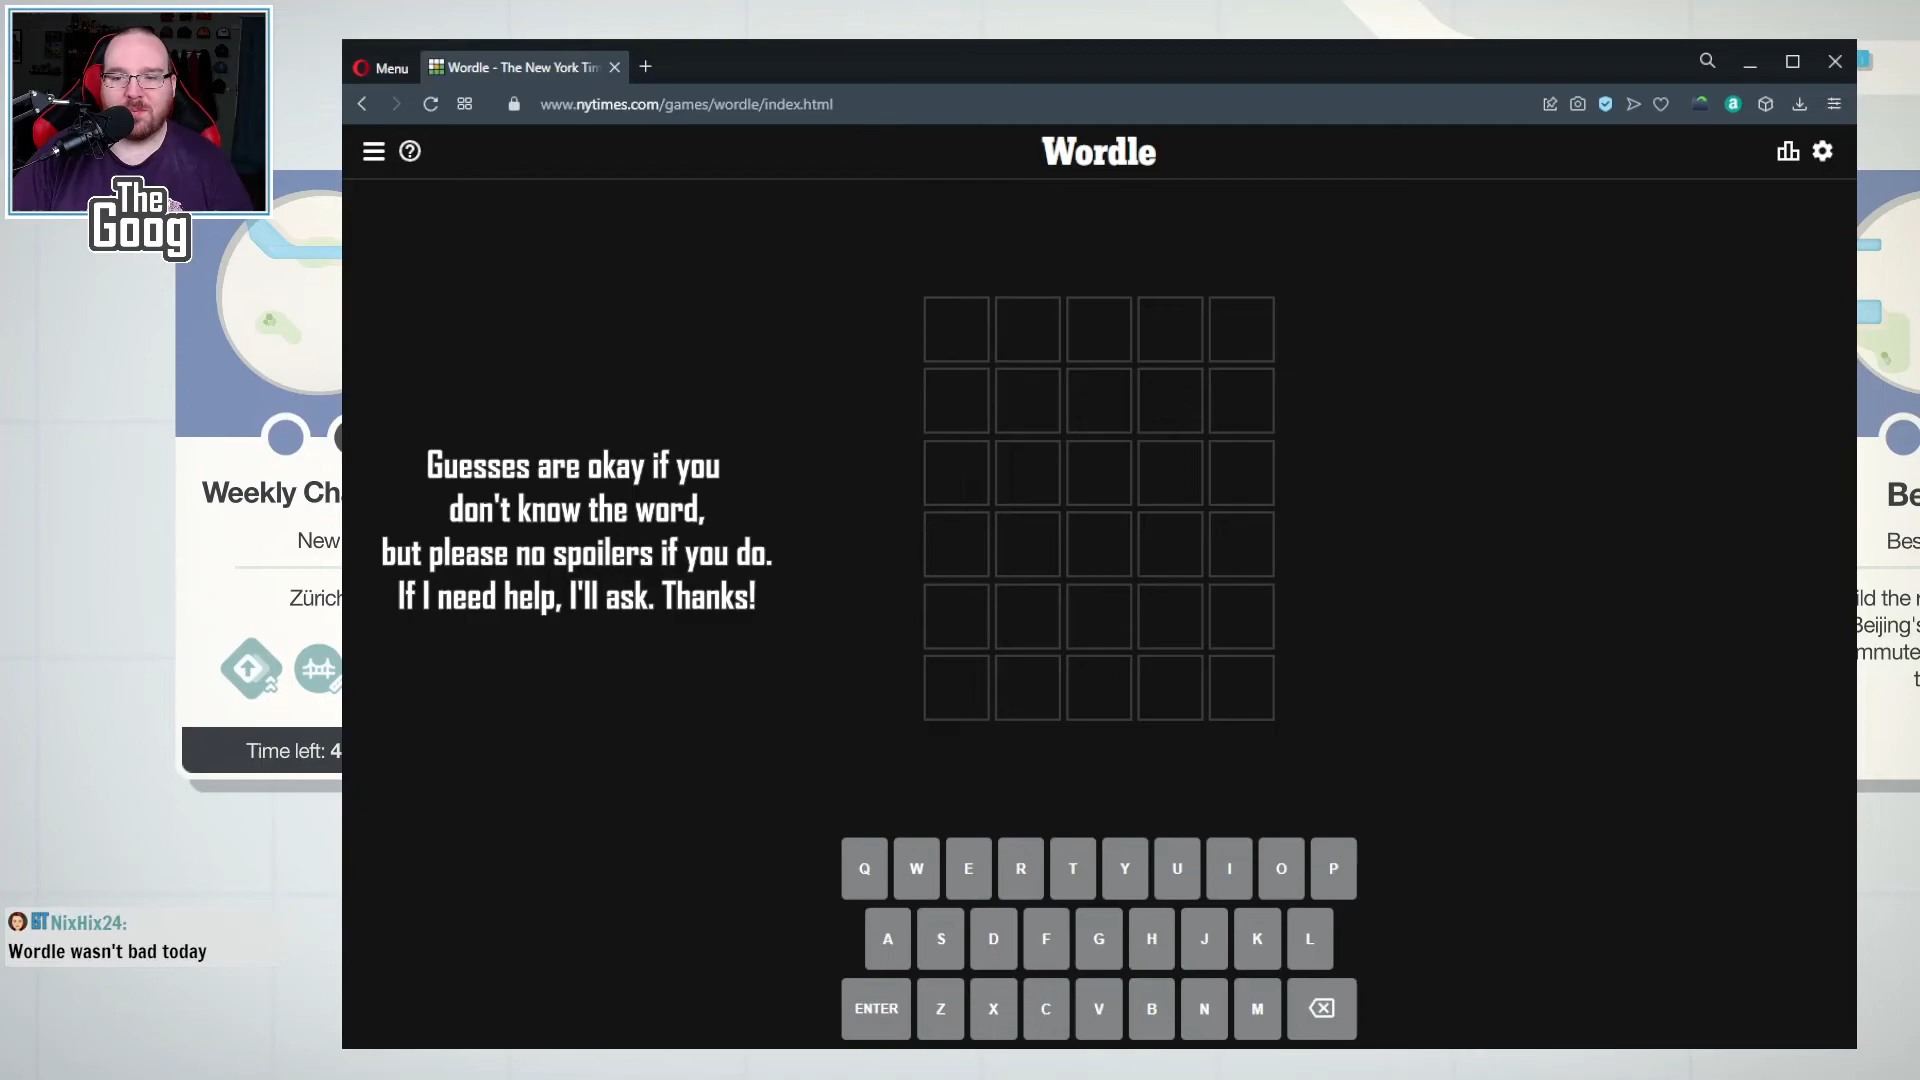 The
Goog
Menu
Wordle - The New York Tim
www.nytimes.com/games/wordle/index.html
Wordle
Guesses are okay if you
don't know the word,
but please no spoilers if you do.
If I need help, I'll ask. Thanks!
Weekly Ch
New
Zürich
Time left: 4
Be
Bes
ild the
Beijing's
mmute
t
Q W E R T Y U I O P
A S D F G H J K L
ENTER Z X C V B N M
NixHix24:
Wordle wasn't bad today